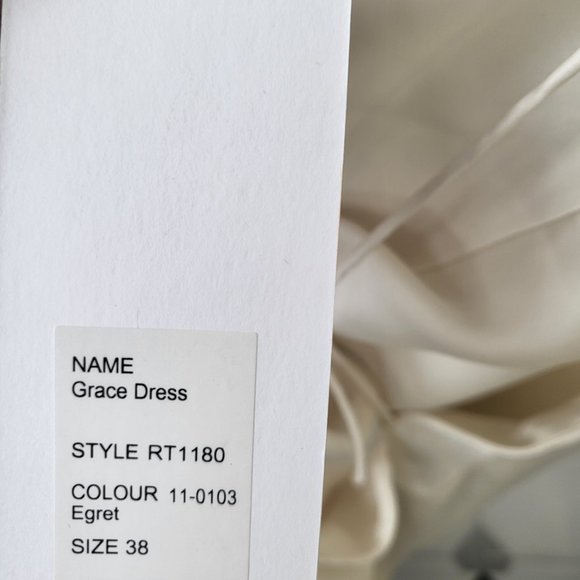 NAME
Grace Dress
STYLE RT1180
COLOUR 11-0103
Egret
SIZE 38